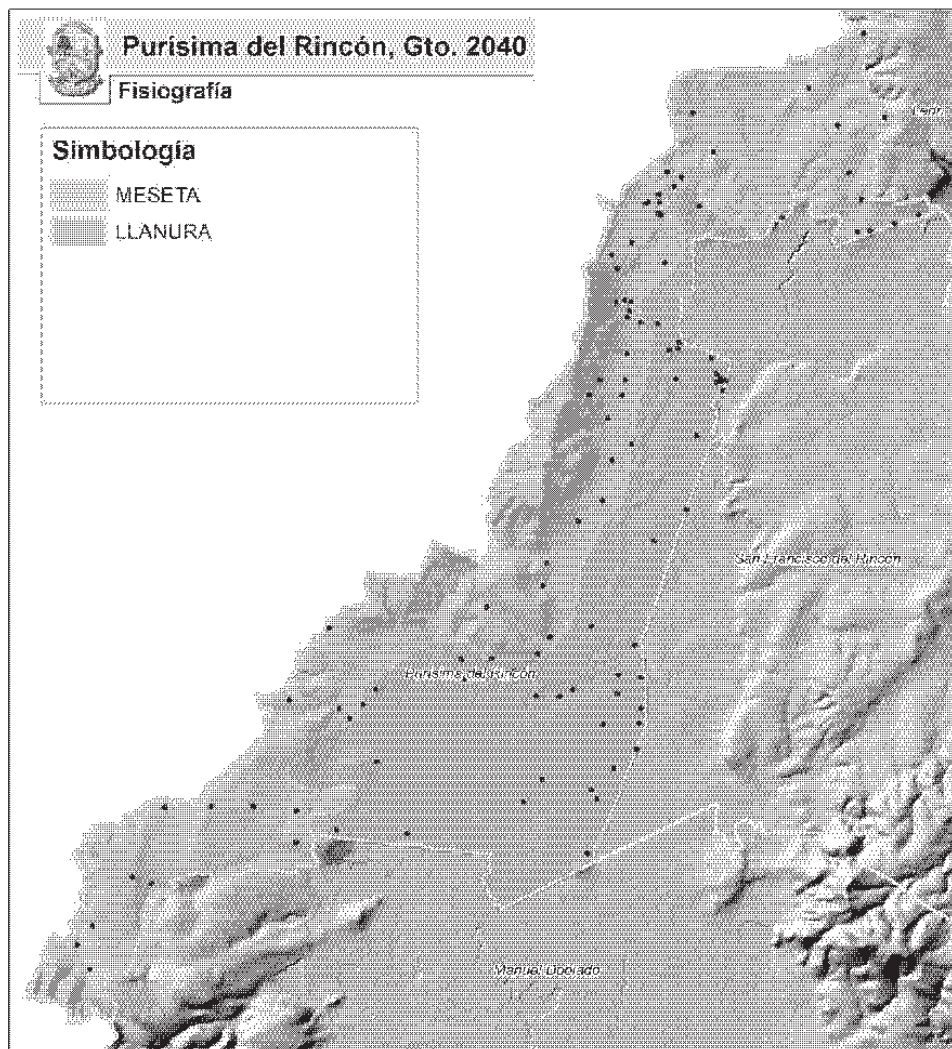 Purísima del Rincón, Gto. 2040
Fisiografía
Simbología
MESETA
LLANURA
San Francisco del Rincón
Purísima del Rincón
Manuel Doblado